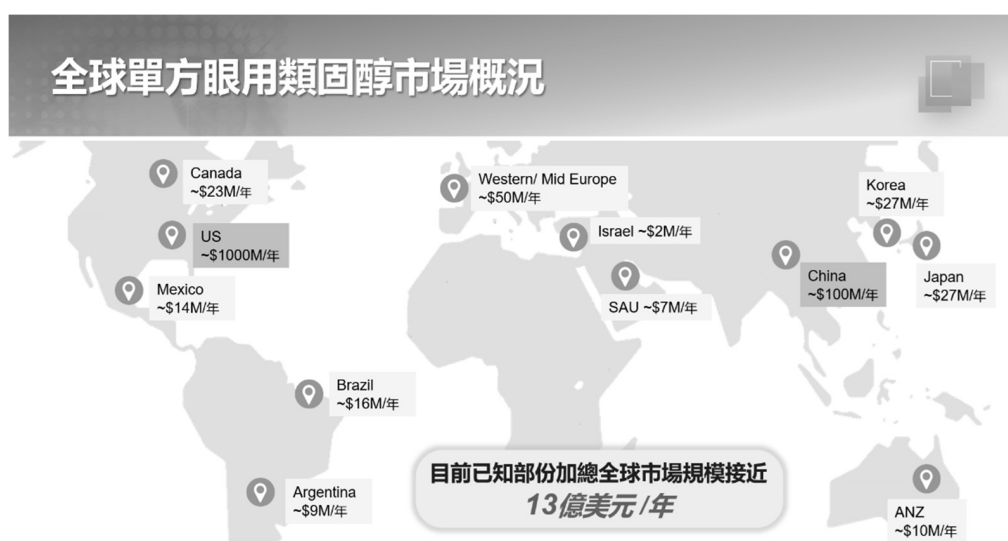 全球單方眼用類固醇市場概況
Canada
~$23M/年
US
~$1000M/年
Mexico
~$14M/年
Brazil
~$16M/年
Argentina
~$9M/年
Western/ Mid Europe
~$50M/年
Israel ~$2M/年
SAU ~$7M/年
China
~$100M/年
Korea
~$27M/年
Japan
~$27M/年
ANZ
~$10M/年
目前已知部份加總全球市場規模接近
13億美元 /年